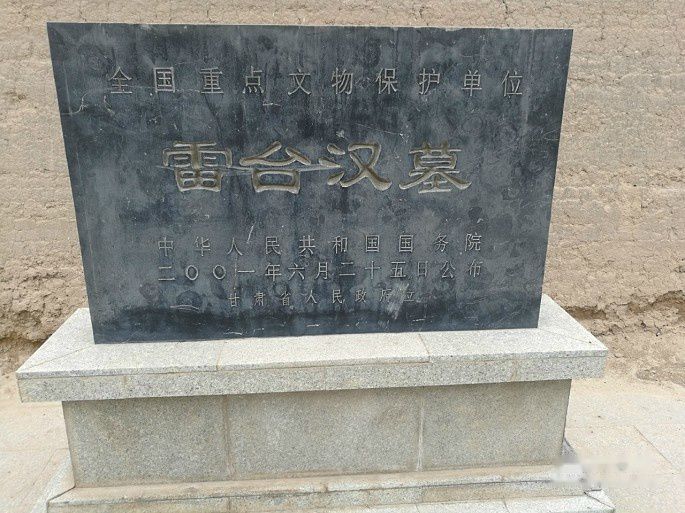 全国重点文物保护单位
雷台汉墓
中华人民共和国国务院
二〇〇一年六月二十五日公布
甘肃省人民政府立